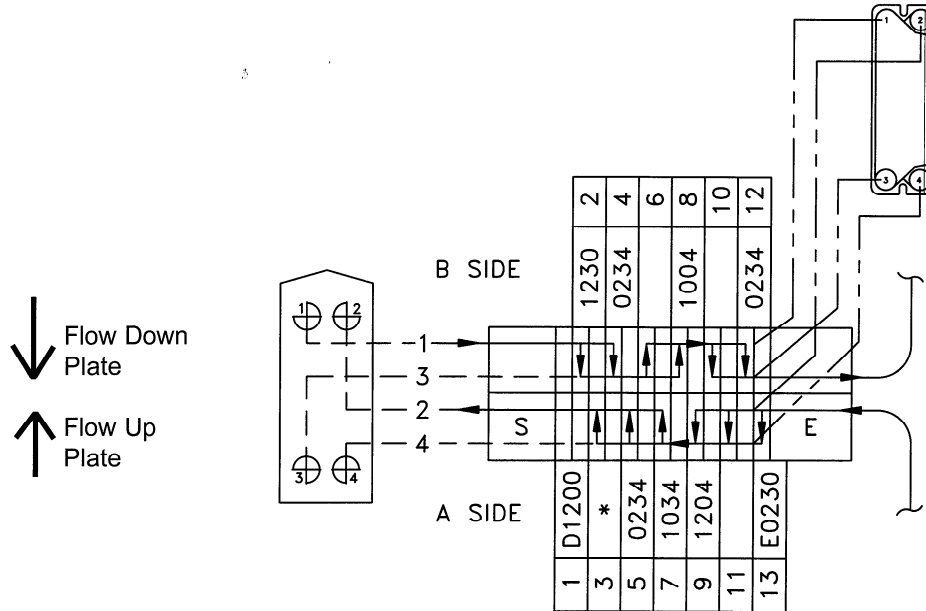 1 2
3 4
2 4 6 8 10 12
1230 0234 1004 0234
B SIDE
Flow Down
Plate
Flow Up
Plate
1 2
3 4
1
3
2
4
S E
A SIDE
D1200 * 0234 1034 1204 E0230
1 3 5 7 9 11 13